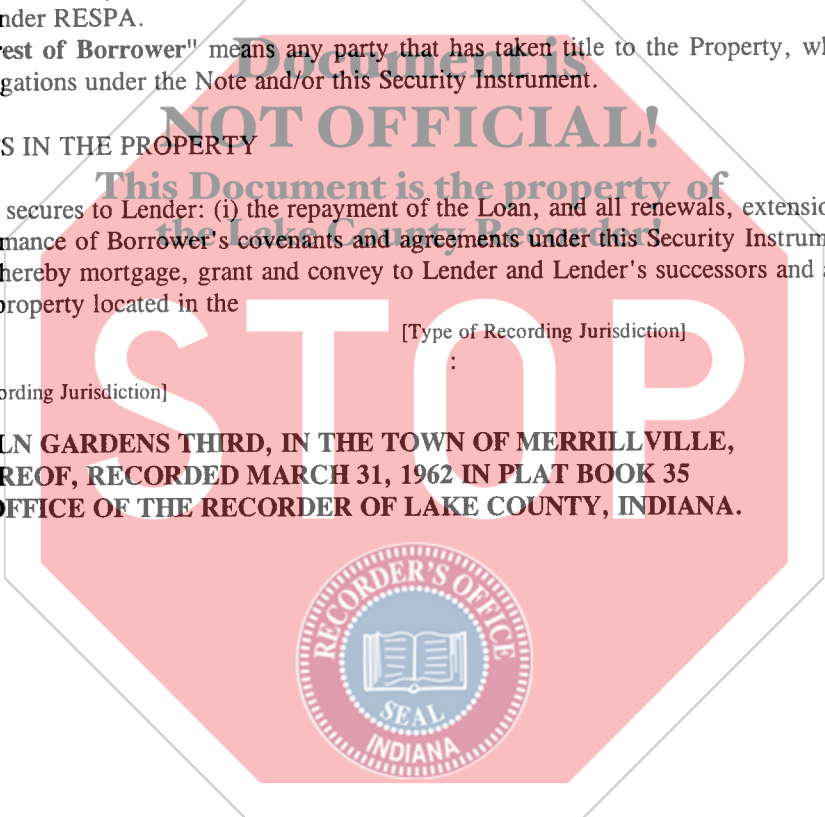 nder RESPA.
rest of Borrower" means any party that has taken title to the Property, wh
Document is
gations under the Note and/or this Security Instrument.
NOT OFFICIAL!
S IN THE PROPERTY
This Document is the property of
secures to Lender: (i) the repayment of the Loan, and all renewals, extensio
the Lake County Recorder!
mance of Borrower's covenants and agreements under this Security Instrum
hereby mortgage, grant and convey to Lender and Lender's successors and a
property located in the
[Type of Recording Jurisdiction]
:
ording Jurisdiction]
STOP
LN GARDENS THIRD, IN THE TOWN OF MERRILLVILLE,
REOF, RECORDED MARCH 31, 1962 IN PLAT BOOK 35
OFFICE OF THE RECORDER OF LAKE COUNTY, INDIANA.
RECORDER'S OFFICE
SEAL
INDIANA